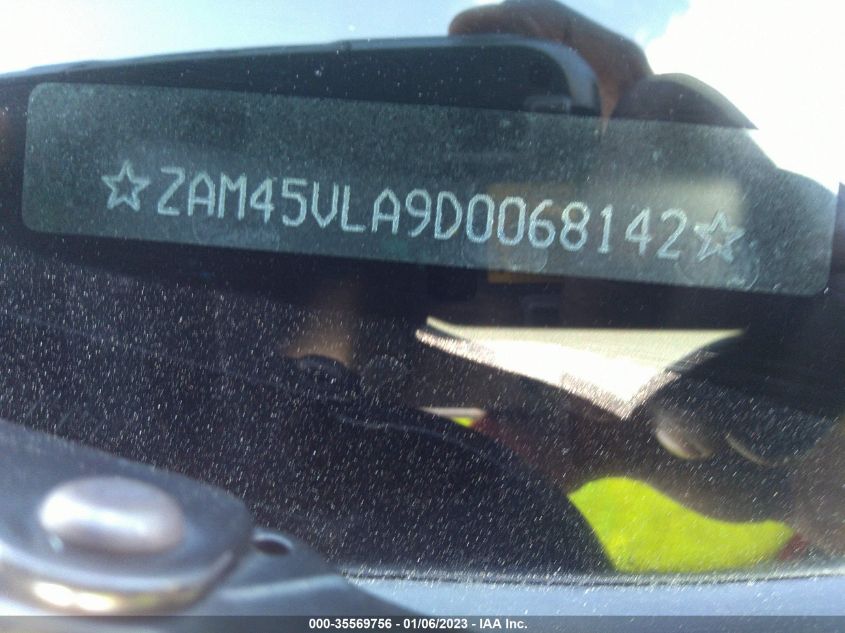 ☆ZAM45VLA9D0068142☆
000-35569756 - 01/06/2023 - IAA Inc.